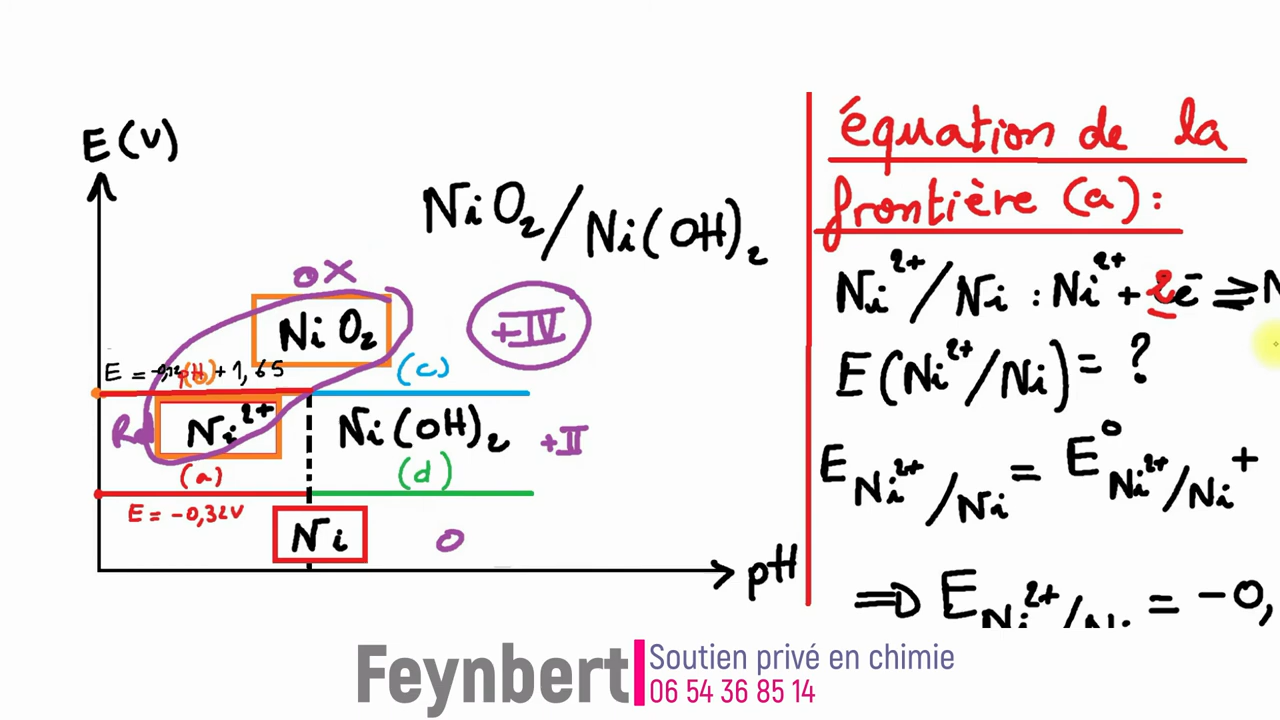 E (V)
NiO₂/Ni(OH)₂
OX
NiO₂
+IV
E = -0,12pH + 1,65
(b)
(c)
Red
Ni²⁺
Ni(OH)₂
+II
(a)
(d)
E = -0,32V
Ni
0
pH
équation de la
frontière (a) :
Ni²⁺/Ni : Ni²⁺ + 2e⁻ ⇌ N
E(Ni²⁺/Ni) = ?
E Ni²⁺/Ni = E⁰ Ni²⁺/Ni +
⇒ E Ni²⁺/Ni = -0,
Feynbert
Soutien privé en chimie
06 54 36 85 14